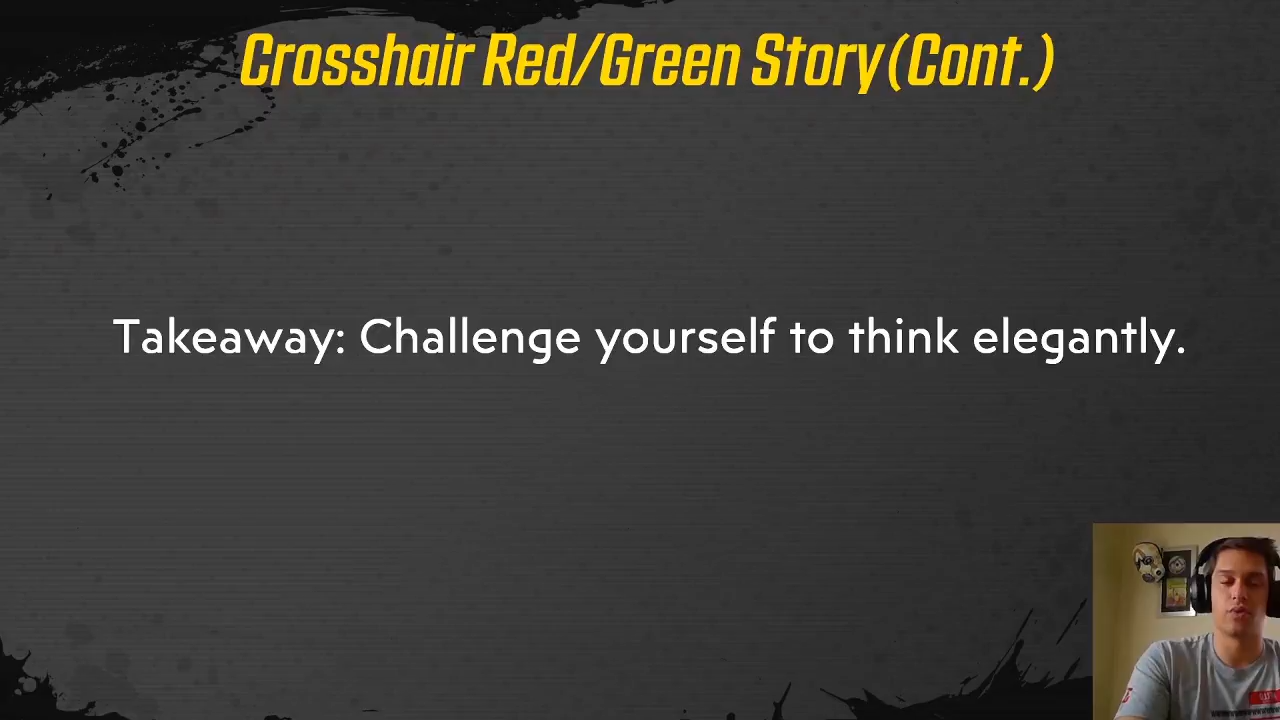 Crosshair Red/Green Story(Cont.)
Takeaway: Challenge yourself to think elegantly.